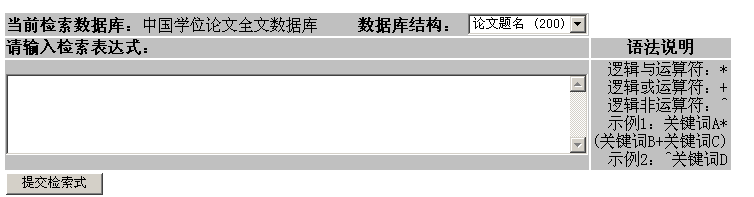 当前检索数据库：中国学位论文全文数据库 数据库结构： 论文题名 (200)
请输入检索表达式： 语法说明
逻辑与运算符：*
逻辑或运算符：+
逻辑非运算符：^
示例1：关键词A*
(关键词B+关键词C)
示例2：^关键词D
提交检索式